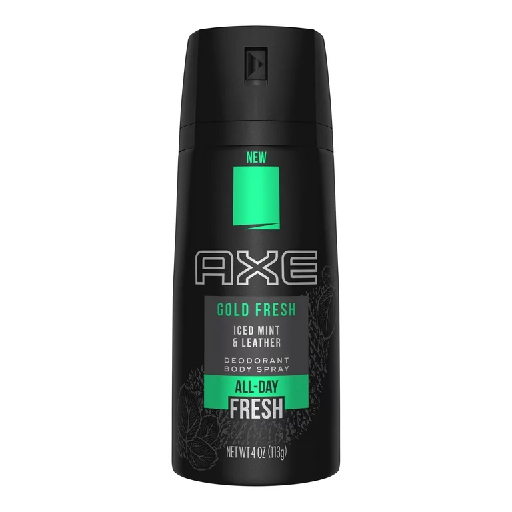 NEW
AXE
GOLD FRESH
ICED MINT
& LEATHER
DEODORANT
BODY SPRAY
ALL-DAY
FRESH
NET WT 4 OZ (113g)